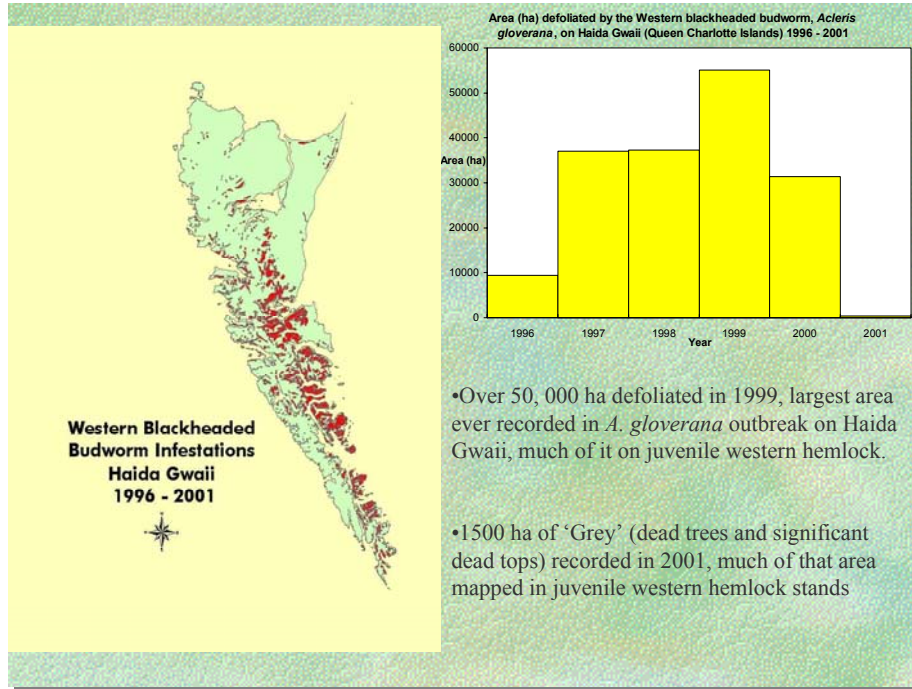 Area (ha) defoliated by the Western blackheaded budworm, Acleris
gloverana, on Haida Gwaii (Queen Charlotte Islands) 1996 - 2001
60000
50000
40000
Area (ha)
30000
20000
10000
0
1996 1997 1998 1999 2000 2001
Year
Western Blackheaded
Budworm Infestations
Haida Gwaii
1996 - 2001
•Over 50, 000 ha defoliated in 1999, largest area
ever recorded in A. gloverana outbreak on Haida
Gwaii, much of it on juvenile western hemlock.
•1500 ha of ‘Grey’ (dead trees and significant
dead tops) recorded in 2001, much of that area
mapped in juvenile western hemlock stands